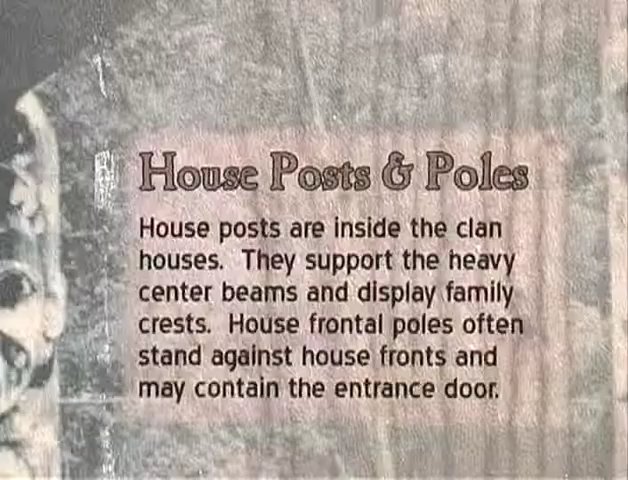 House Posts & Poles
House posts are inside the clan
houses. They support the heavy
center beams and display family
crests. House frontal poles often
stand against house fronts and
may contain the entrance door.